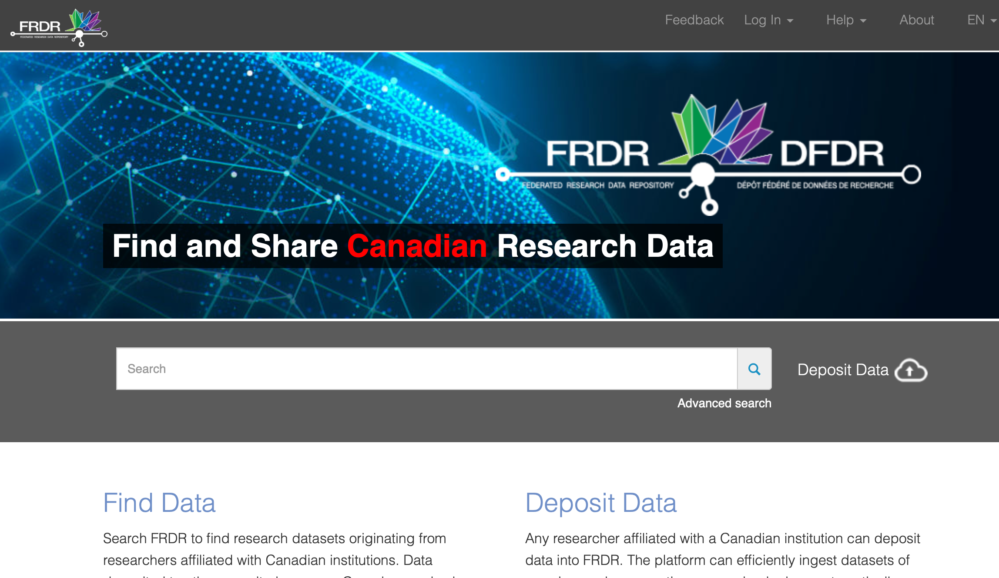 FRDR
FEDERATED RESEARCH DATA REPOSITORY
Feedback Log In Help About EN
FRDR DFDR
FEDERATED RESEARCH DATA REPOSITORY DÉPÔT FÉDÉRÉ DE DONNÉES DE RECHERCHE
Find and Share Canadian Research Data
Search
Deposit Data
Advanced search
Find Data
Search FRDR to find research datasets originating from
researchers affiliated with Canadian institutions. Data
Deposit Data
Any researcher affiliated with a Canadian institution can deposit
data into FRDR. The platform can efficiently ingest datasets of